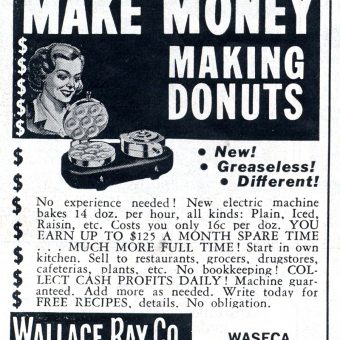 MAKE MONEY
MAKING
DONUTS
• New!
• Greaseless!
• Different!
$
$
$
$
$
$
$
$
$
$
$
$
$
No experience needed! New electric machine
bakes 14 doz. per hour, all kinds: Plain, Iced,
Raisin, etc. Costs you only 16c per doz. YOU
EARN UP TO $125 A MONTH SPARE TIME
. . . MUCH MORE FULL TIME! Start in own
kitchen. Sell to restaurants, grocers, drugstores,
cafeterias, plants, etc. No bookkeeping! COL-
LECT CASH PROFITS DAILY! Machine guar-
anteed. Add more as needed. Write today for
FREE RECIPES, details. No obligation.
WALLACE RAY CO.
WASECA